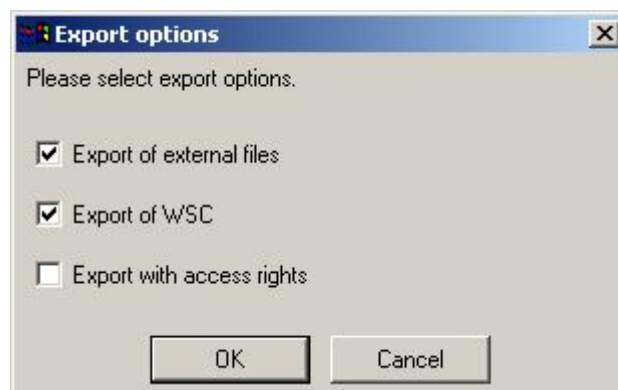 Export options
Please select export options.
Export of external files
Export of WSC
Export with access rights
OK Cancel